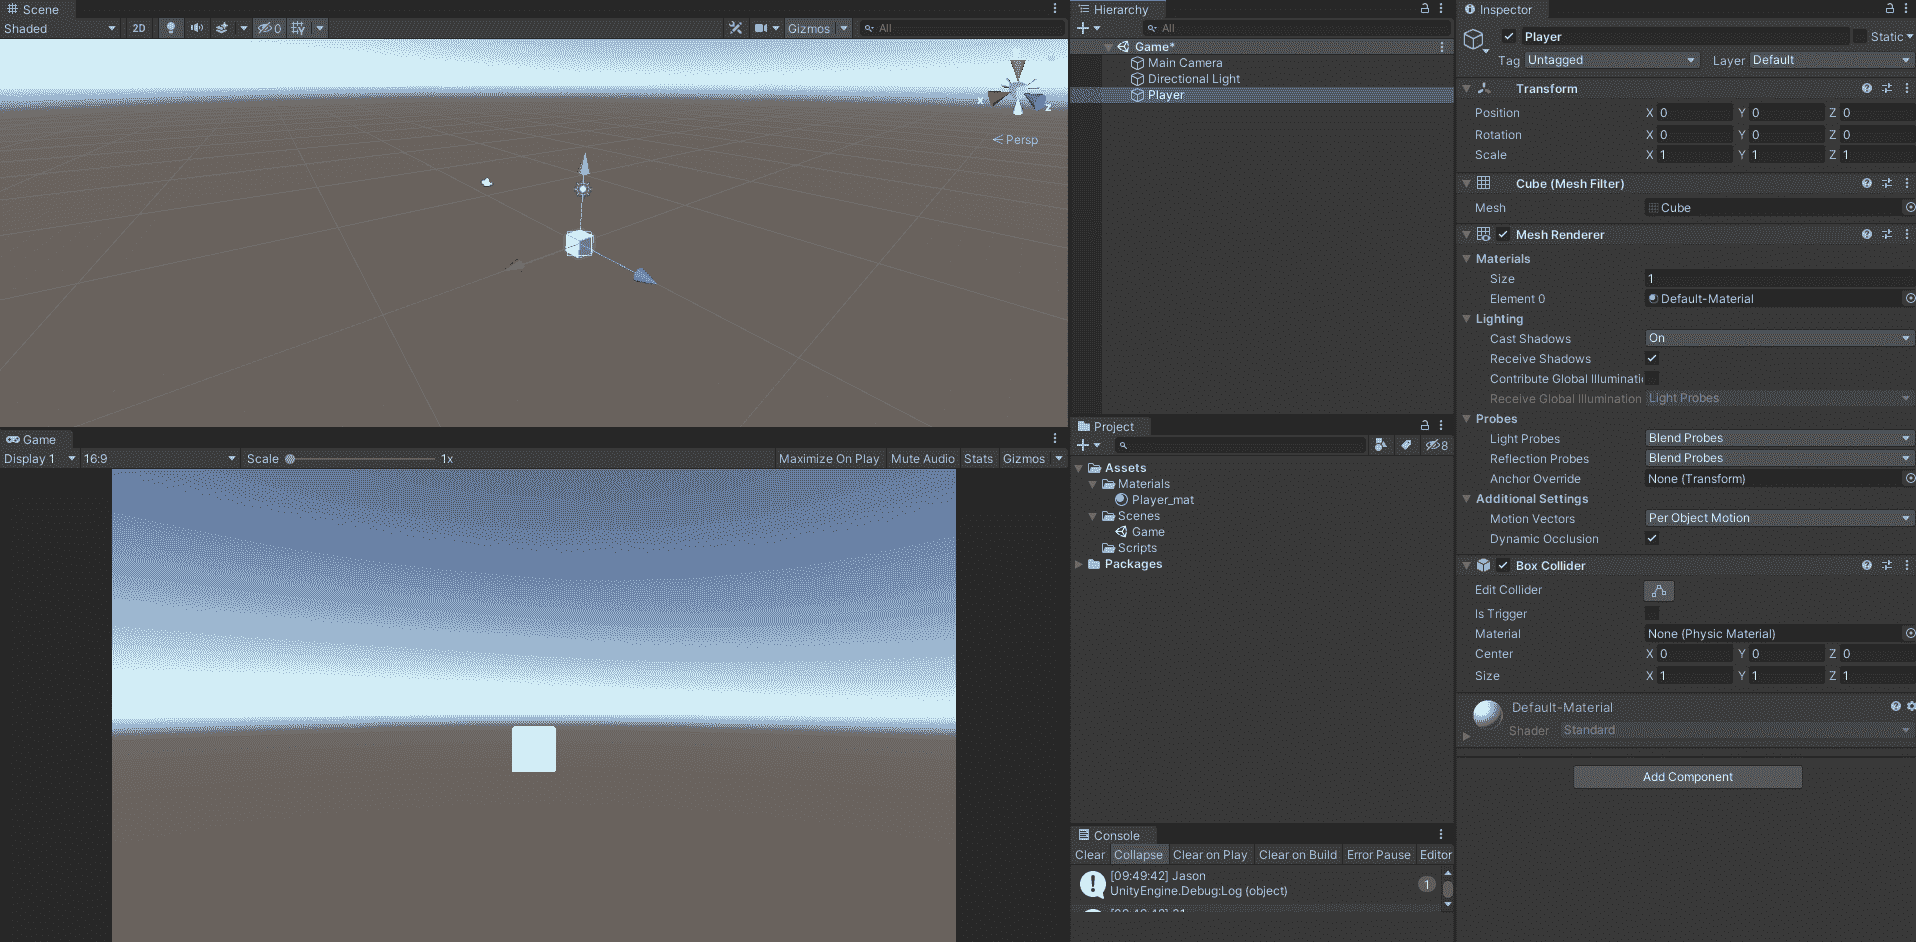 Scene
Shaded
2D
0
Gizmos
All
x
z
Persp
Game
Display 1
16:9
Scale
1x
Maximize On Play
Mute Audio
Stats
Gizmos
Hierarchy
All
Game*
Main Camera
Directional Light
Player
Project
8
Assets
Materials
Player_mat
Scenes
Game
Scripts
Packages
Console
Clear
Collapse
Clear on Play
Clear on Build
Error Pause
Editor
[09:49:42] Jason
UnityEngine.Debug:Log (object)
1
Inspector
Player
Static
Tag Untagged
Layer Default
Transform
Position X 0 Y 0 Z 0
Rotation X 0 Y 0 Z 0
Scale X 1 Y 1 Z 1
Cube (Mesh Filter)
Mesh Cube
Mesh Renderer
Materials
Size 1
Element 0 Default-Material
Lighting
Cast Shadows On
Receive Shadows
Contribute Global Illuminati
Receive Global Illumination Light Probes
Probes
Light Probes Blend Probes
Reflection Probes Blend Probes
Anchor Override None (Transform)
Additional Settings
Motion Vectors Per Object Motion
Dynamic Occlusion
Box Collider
Edit Collider
Is Trigger
Material None (Physic Material)
Center X 0 Y 0 Z 0
Size X 1 Y 1 Z 1
Default-Material
Shader Standard
Add Component